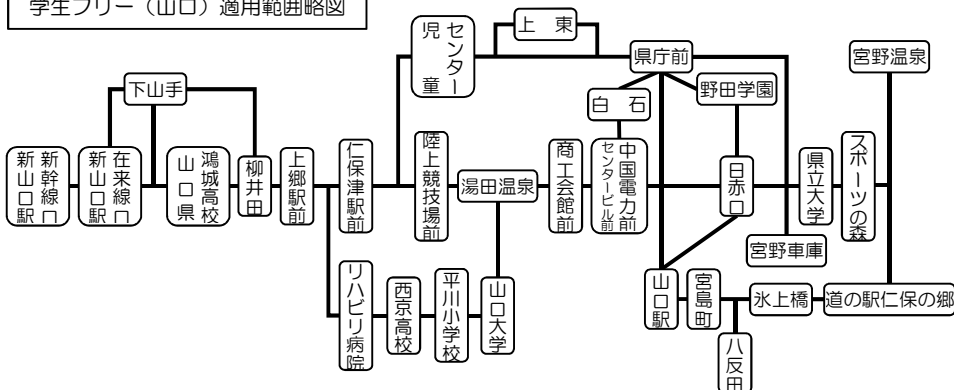 学生フリー（山口）適用範囲略図
児童センター
上東
県庁前
宮野温泉
下山手
白石
野田学園
新山口駅新幹線口
新山口駅在来線口
山口県鴻城高校
柳井田
上郷駅前
仁保津駅前
陸上競技場前
湯田温泉
商工会館前
中国電力前
センタービル前
日赤口
県立大学
スポーツの森
宮野車庫
リハビリ病院
西京高校
平川小学校
山口大学
山口駅
宮島町
氷上橋
道の駅仁保の郷
八反田